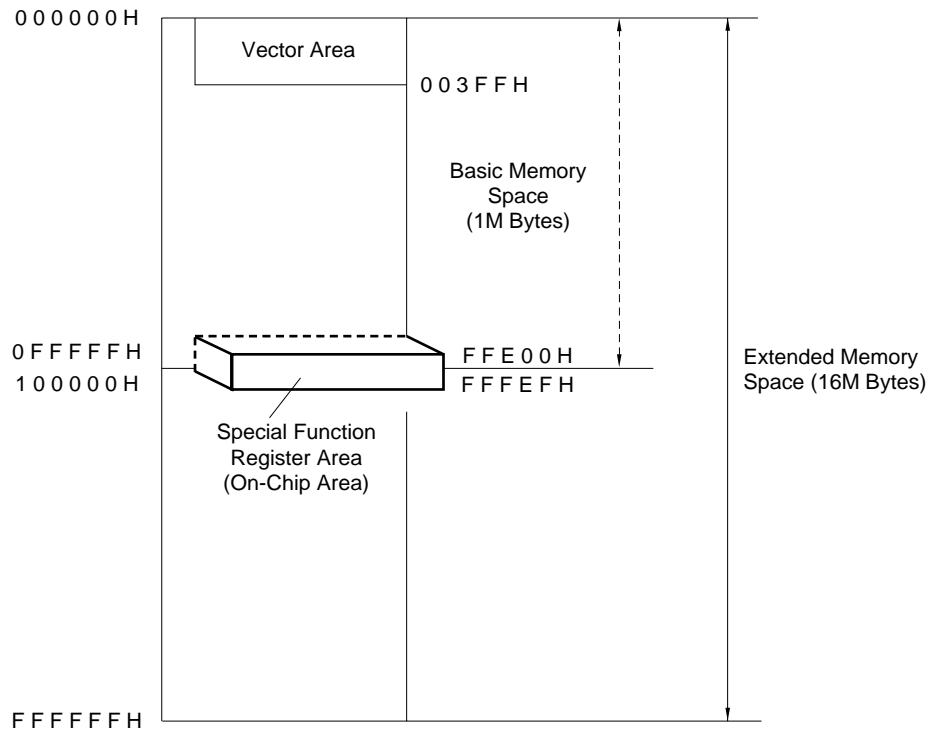 000000H
Vector Area
003FFH
Basic Memory
Space
(1M Bytes)
0FFFFFH
100000H
FFE00H
FFFEFH
Extended Memory
Space (16M Bytes)
Special Function
Register Area
(On-Chip Area)
FFFFFFH